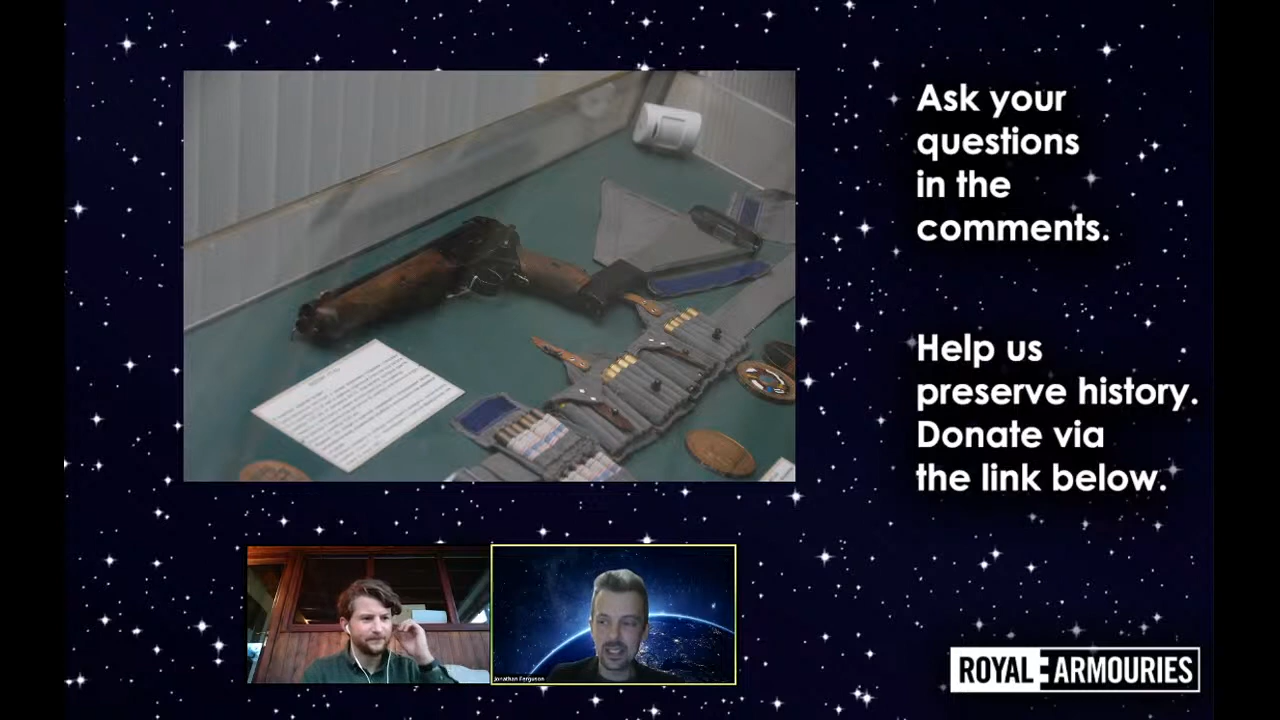 Ask your
questions
in the
comments.
Help us
preserve history.
Donate via
the link below.
Jonathan Ferguson
ROYAL ARMOURIES